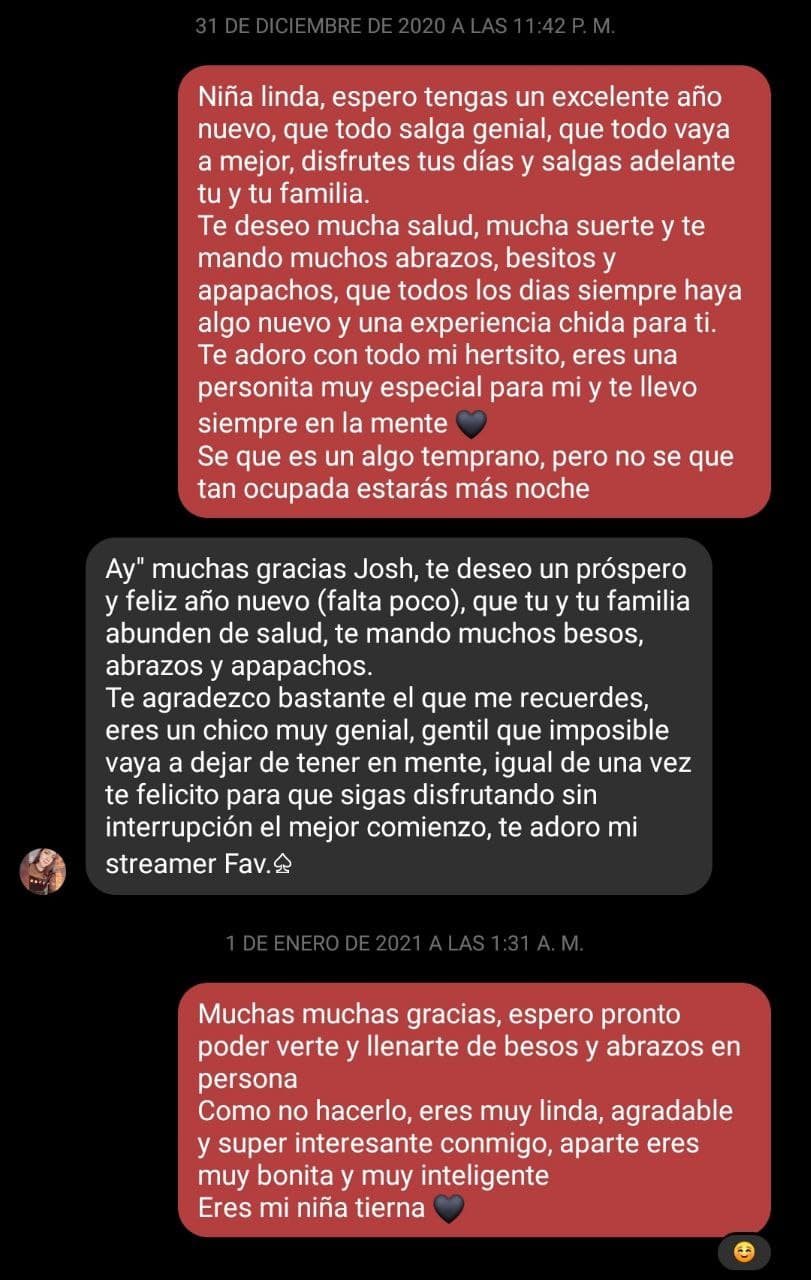 31 DE DICIEMBRE DE 2020 A LAS 11:42 P. M.
Niña linda, espero tengas un excelente año
nuevo, que todo salga genial, que todo vaya
a mejor, disfrutes tus días y salgas adelante
tu y tu familia.
Te deseo mucha salud, mucha suerte y te
mando muchos abrazos, besitos y
apapachos, que todos los dias siempre haya
algo nuevo y una experiencia chida para ti.
Te adoro con todo mi hertsito, eres una
personita muy especial para mi y te llevo
siempre en la mente 🖤
Se que es un algo temprano, pero no se que
tan ocupada estarás más noche
Ay" muchas gracias Josh, te deseo un próspero
y feliz año nuevo (falta poco), que tu y tu familia
abunden de salud, te mando muchos besos,
abrazos y apapachos.
Te agradezco bastante el que me recuerdes,
eres un chico muy genial, gentil que imposible
vaya a dejar de tener en mente, igual de una vez
te felicito para que sigas disfrutando sin
interrupción el mejor comienzo, te adoro mi
streamer Fav.♤
1 DE ENERO DE 2021 A LAS 1:31 A. M.
Muchas muchas gracias, espero pronto
poder verte y llenarte de besos y abrazos en
persona
Como no hacerlo, eres muy linda, agradable
y super interesante conmigo, aparte eres
muy bonita y muy inteligente
Eres mi niña tierna 🖤
☺️